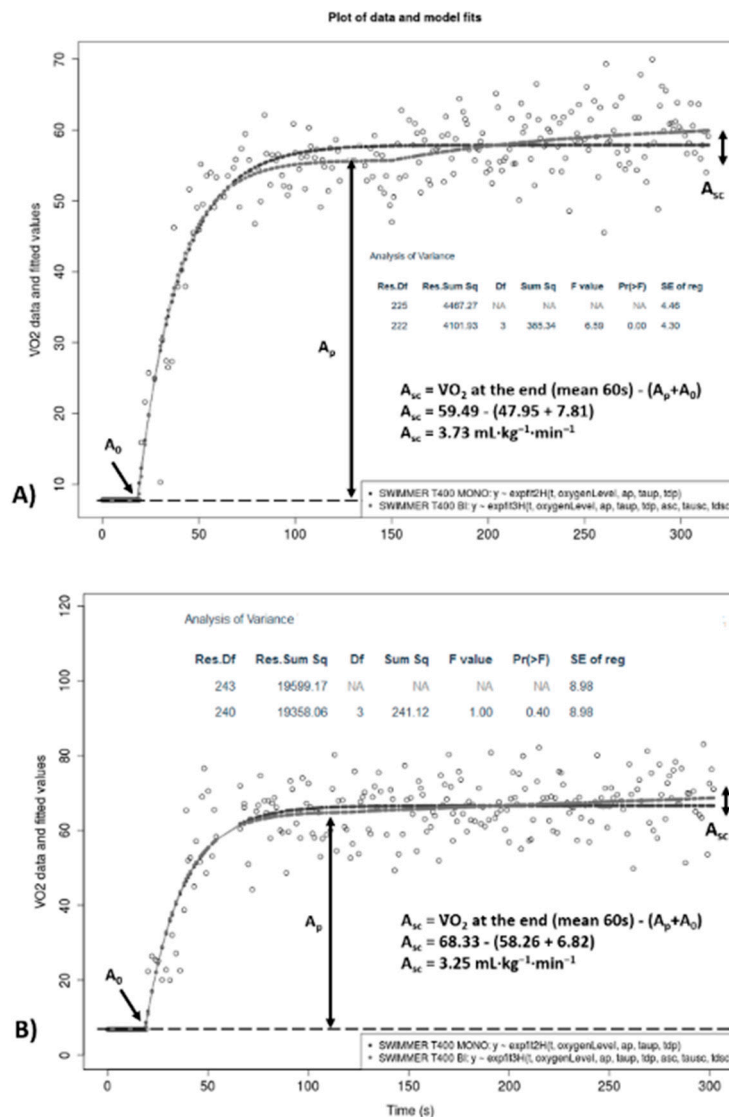 Plot of data and model fits
70
60
50
40
30
20
10
VO2 data and fitted values
A0
Ap
Asc
Analysis of Variance
Res.Df Res.Sum Sq Df Sum Sq F value Pr(>F) SE of reg
225 4467.27 NA NA NA NA 4.46
222 4101.93 3 365.34 6.59 0.00 4.30
Asc = V̇O2 at the end (mean 60s) - (Ap+A0)
Asc = 59.49 - (47.95 + 7.81)
Asc = 3.73 mL·kg−1·min−1
A)
• SWIMMER T400 MONO: y ~ expfit2H(t, oxygenLevel, ap, taup, tdp)
• SWIMMER T400 BI: y ~ expfit3H(t, oxygenLevel, ap, taup, tdp, asc, tausc, tdsc
0 50 100 150 200 250 300
120
100
80
60
40
20
0
VO2 data and fitted values
Analysis of Variance
Res.Df Res.Sum Sq Df Sum Sq F value Pr(>F) SE of reg
243 19599.17 NA NA NA NA 8.98
240 19358.06 3 241.12 1.00 0.40 8.98
A0
Ap
Asc
Asc = V̇O2 at the end (mean 60s) - (Ap+A0)
Asc = 68.33 - (58.26 + 6.82)
Asc = 3.25 mL·kg−1·min−1
B)
• SWIMMER T400 MONO: y ~ expfit2H(t, oxygenLevel, ap, taup, tdp)
• SWIMMER T400 BI: y ~ expfit3H(t, oxygenLevel, ap, taup, tdp, asc, tausc, tdsc
0 50 100 150 200 250 300
Time (s)